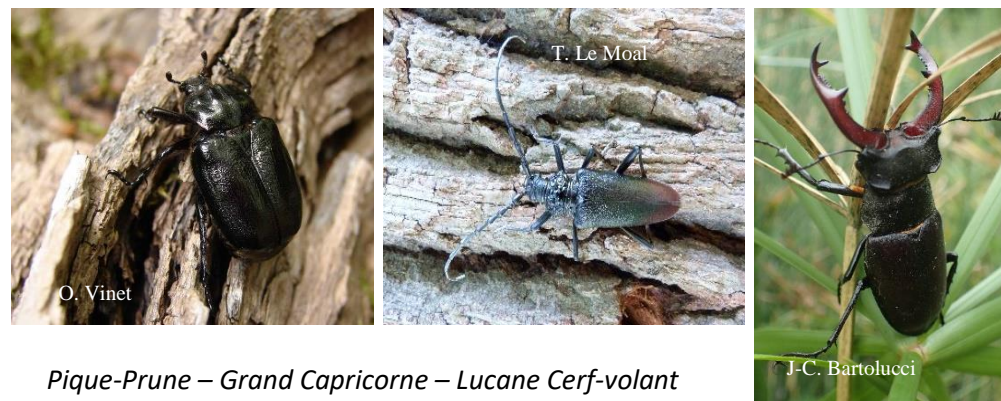 O. Vinet
T. Le Moal
J-C. Bartolucci
Pique-Prune – Grand Capricorne – Lucane Cerf-volant